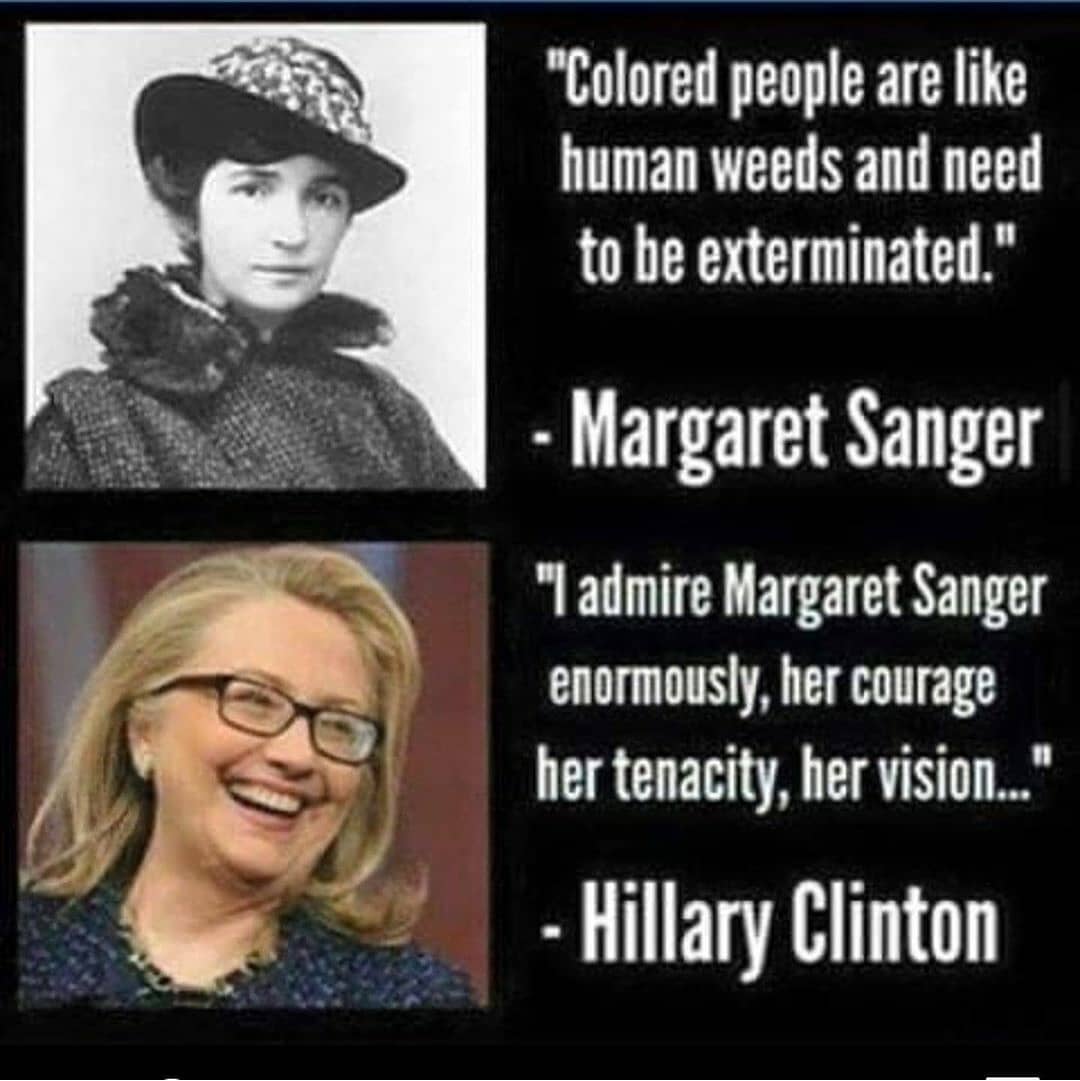 "Colored people are like
human weeds and need
to be exterminated."
- Margaret Sanger
"I admire Margaret Sanger
enormously, her courage
her tenacity, her vision..."
- Hillary Clinton